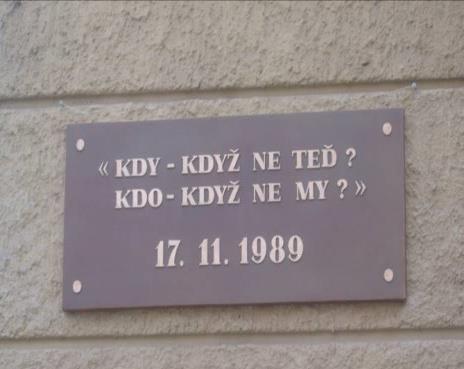 « KDY - KDYŽ NE TEĎ ?
KDO - KDYŽ NE MY ? »
17. 11. 1989